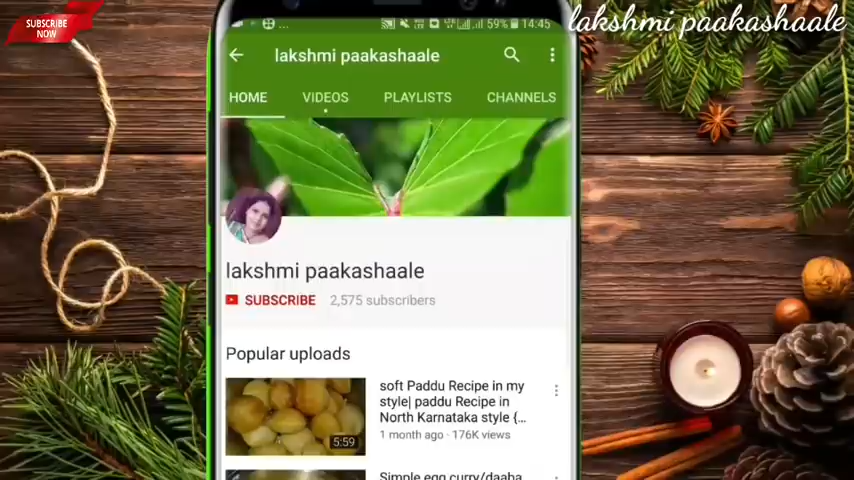 SUBSCRIBE
NOW
lakshmi paakashaale
59% 14:45
lakshmi paakashaale
HOME VIDEOS PLAYLISTS CHANNELS
lakshmi paakashaale
SUBSCRIBE 2,575 subscribers
Popular uploads
soft Paddu Recipe in my
style| paddu Recipe in
North Karnataka style {...
1 month ago · 176K views
5:59
Simple egg curry/daaba